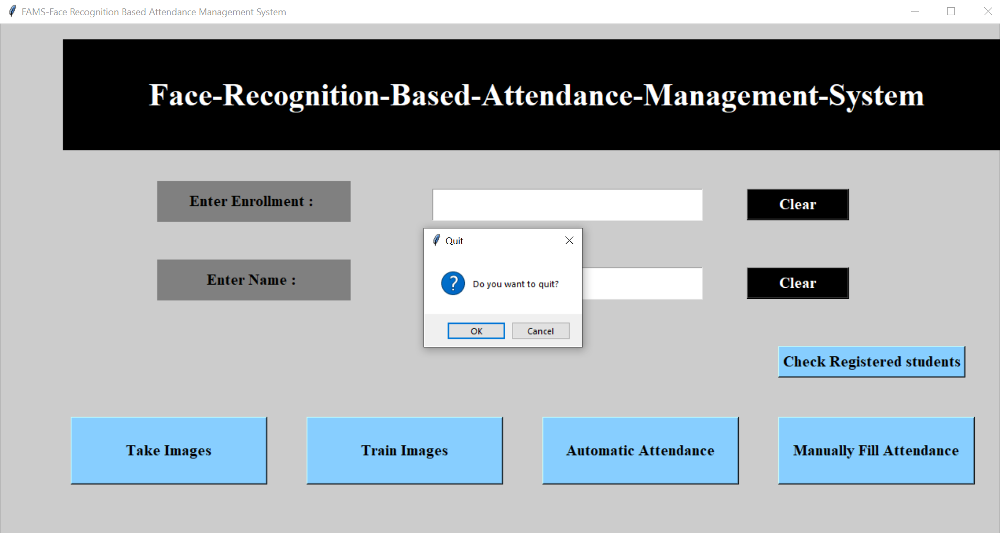 FAMS-Face Recognition Based Attendance Management System
Face-Recognition-Based-Attendance-Management-System
Enter Enrollment :
Clear
Quit
Do you want to quit?
OK Cancel
Enter Name :
Clear
Check Registered students
Take Images
Train Images
Automatic Attendance
Manually Fill Attendance